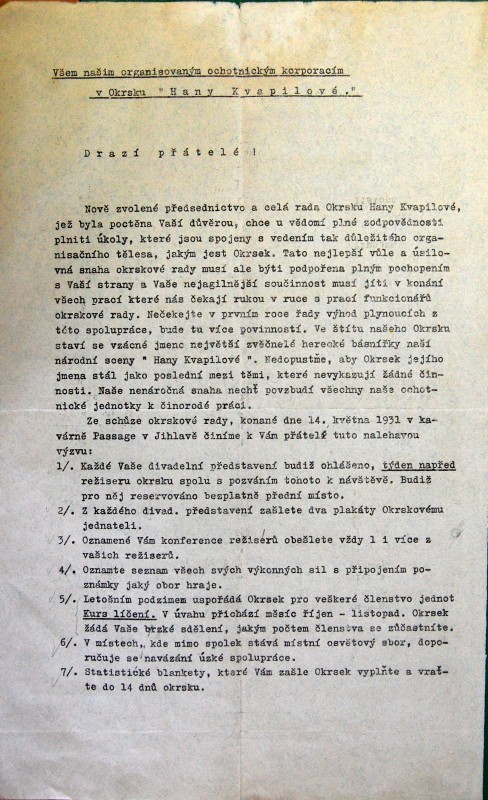 Všem našim organisovaným ochotnickým korporacím
v Okrsku " Hany Kvapilové."
Drazí přátelé !
Nově zvolené předsednictvo a celá rada Okrsku Hany Kvapilové,
jež byla poctěna Vaší důvěrou, chce u vědomí plné zodpovědnosti
plniti úkoly, které jsou spojeny s vedením tak důležitého orga-
nisačního tělesa, jakým jest Okrsek. Tato nejlepší vůle a úsilo-
vná snaha okrskové rady musí ale býti podpořena plným pochopením
s Vaší strany a Vaše nejagilnější součinnost musí jíti v konání
všech prací které nás čekají rukou v ruce s prací funkcionářů
okrskové rady. Nečekejte v prvním roce řady výhod plynoucích z
této spolupráce, bude tu více povinností. Ve štítu našeho Okrsku
staví se vzácné jmenc největší zvěčnělé herecké básnířky naší
národní sceny " Hany Kvapilové ". Nedopustme, aby Okrsek jejího
jmena stál jako poslední mezi těmi, které nevykazují žádné čin-
nosti. Naše nenáročná snaha nechť povzbudí všechny naše ochot-
nické jednotky k činorodé práci.
Ze schůze okrskové rady, konané dne 14. května 1931 v ka-
várně Passage v Jihlavě činíme k Vám přátelé tuto nalehavou
výzvu:
1/. Každé Vaše divadelní představení budiž ohlášeno, týden napřed
režiseru okrsku spolu s pozváním tohoto k návštěvě. Budiž
pro něj reservováno bezplatně přední místo.
2/. Z každého divad. představení zašlete dva plakáty Okrskovému
jednateli.
3/. Oznamené Vám konference režiserů obešlete vždy 1 i více z
vašich režiserů.
4/. Oznamte seznam všech svých výkonných sil s připojením po-
známky jaký obor hraje.
5/. Letošním podzimem uspořádá Okrsek pro veškeré členstvo jednot
Kurs líčení. V úvahu přichází měsíc říjen - listopad. Okrsek
žádá Vaše brzké sdělení, jakým počtem členstva se zúčastníte.
6/. V místech, kde mimo spolek stává místní osvětový sbor, dopo-
ručuje se navázání úzké spolupráce.
7/. Statistické blankety, které Vám zašle Okrsek vyplňte a vrať-
te do 14 dnů okrsku.